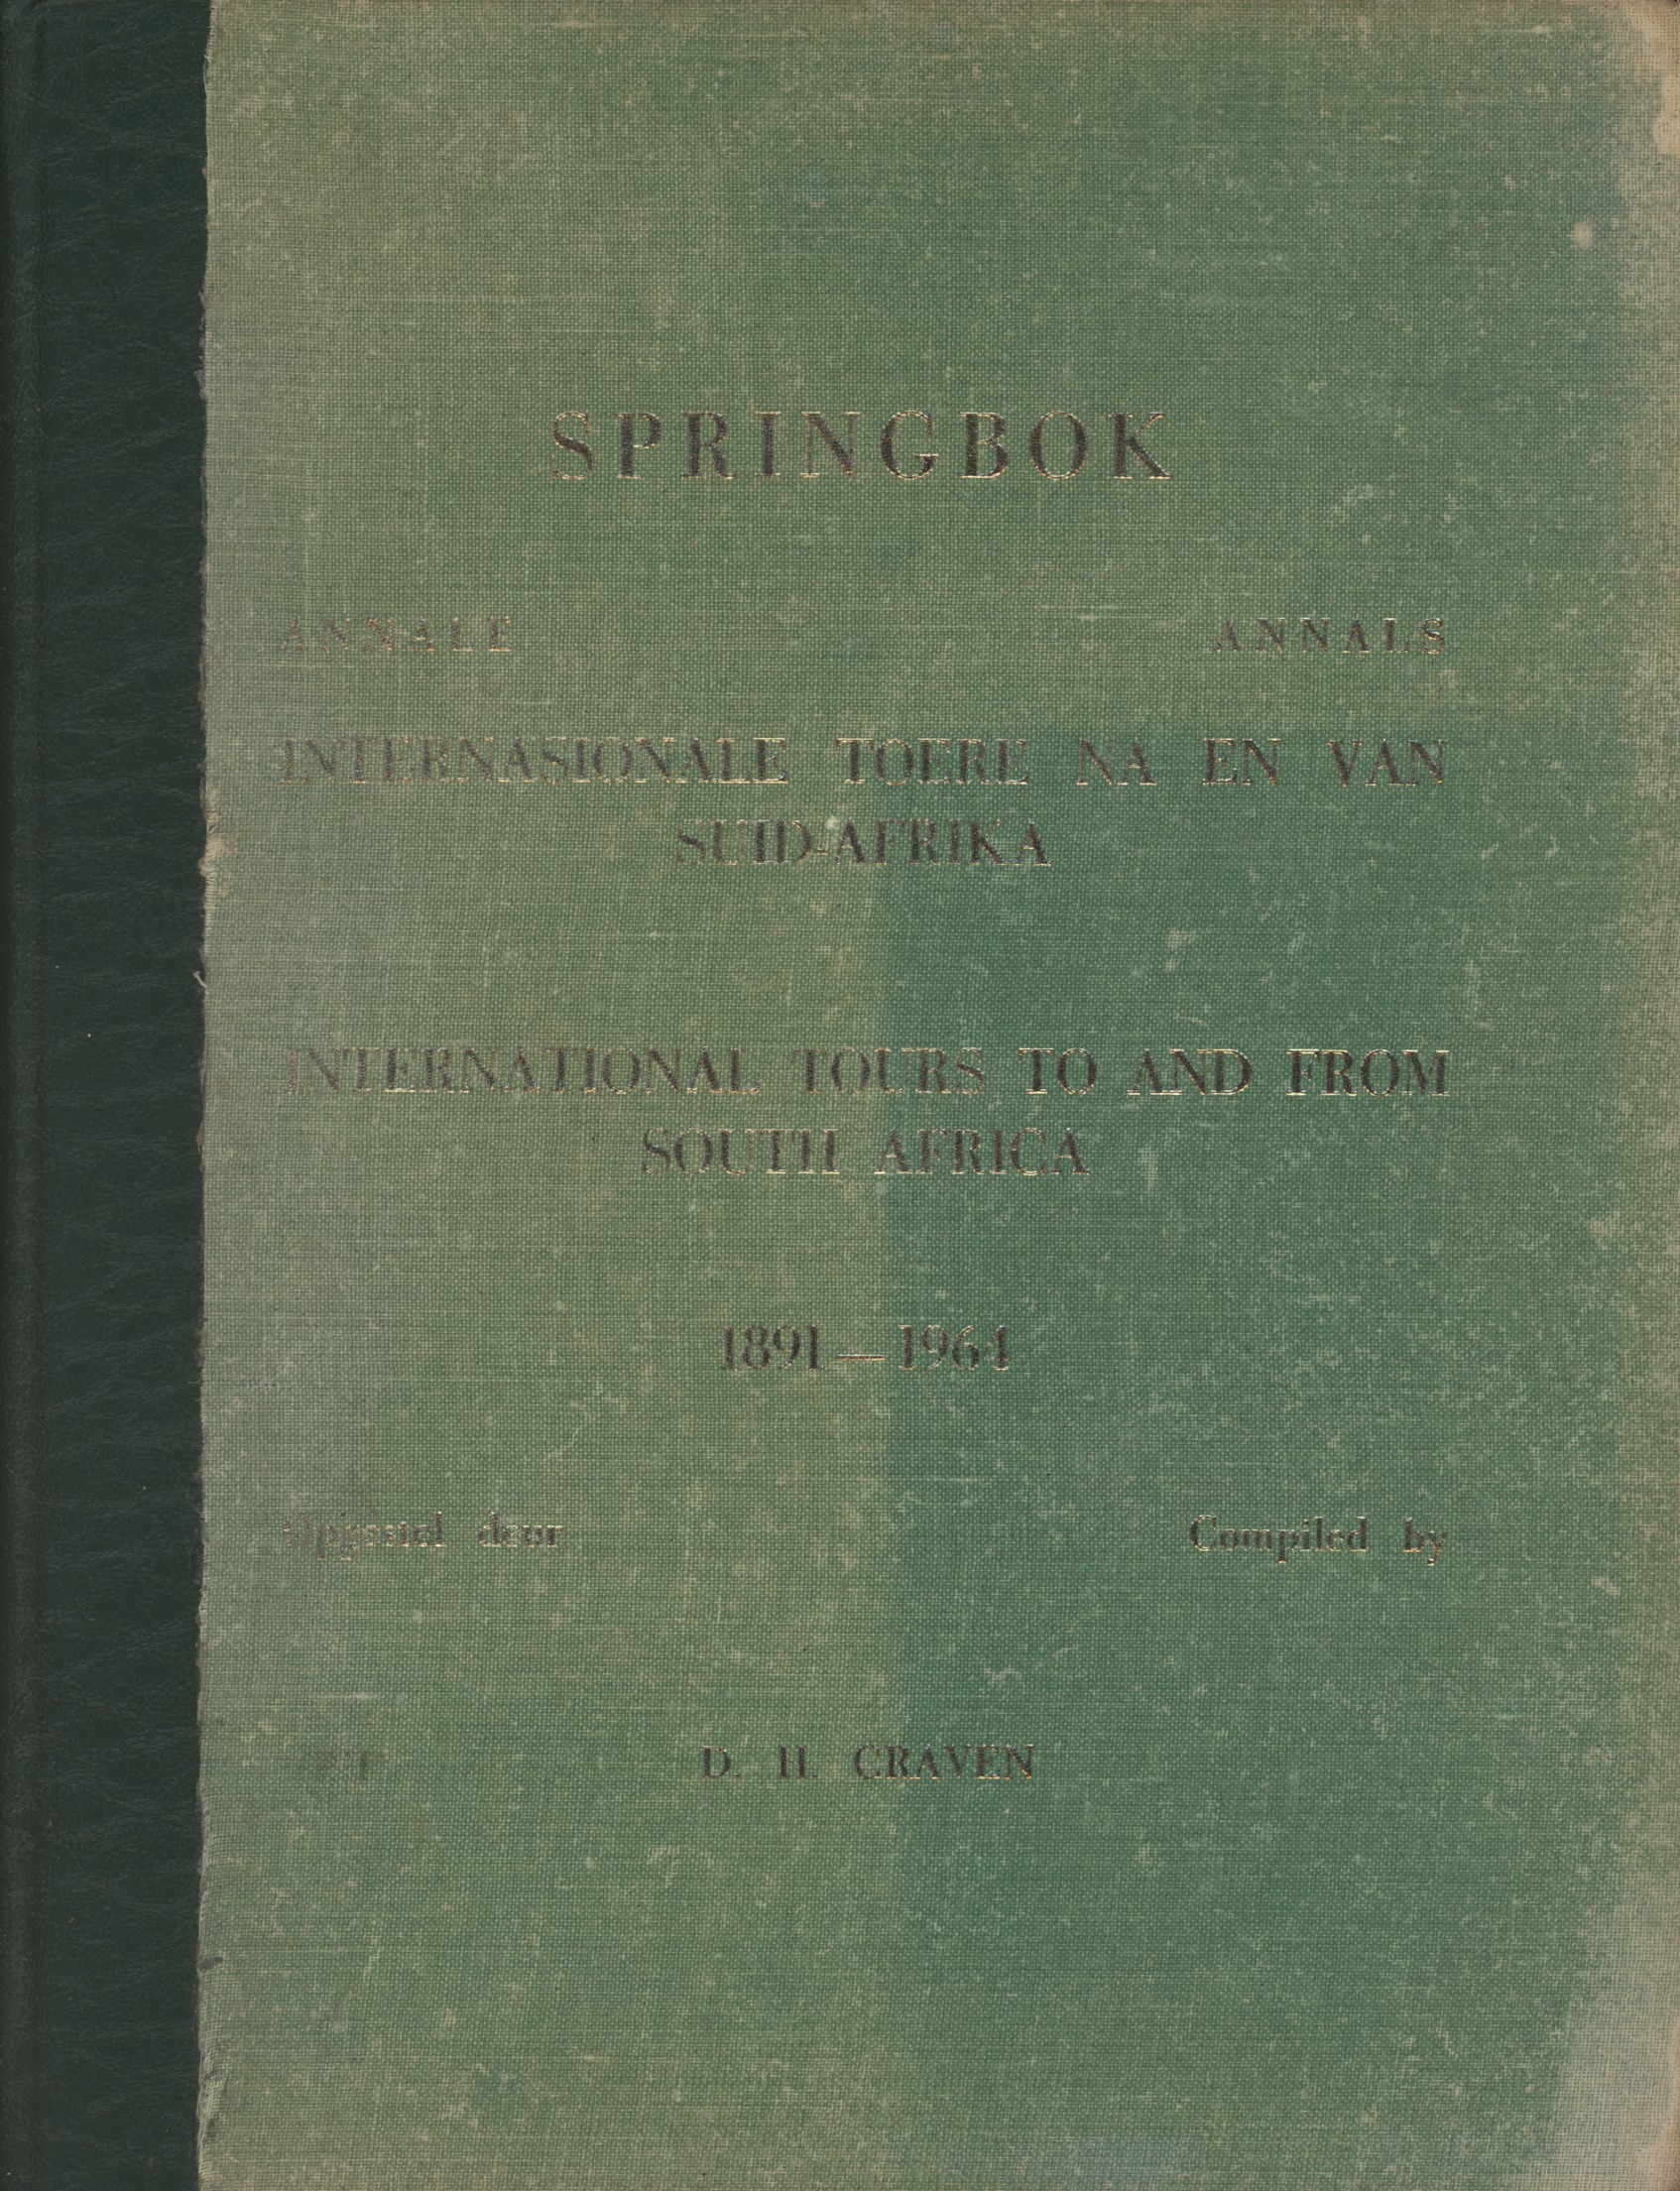 SPRINGBOK
ANNALE ANNALS
INTERNASIONALE TOERE NA EN VAN
SUID-AFRIKA
INTERNATIONAL TOURS TO AND FROM
SOUTH AFRICA
1891—1964
Opgestel deur Compiled by
D. H. CRAVEN